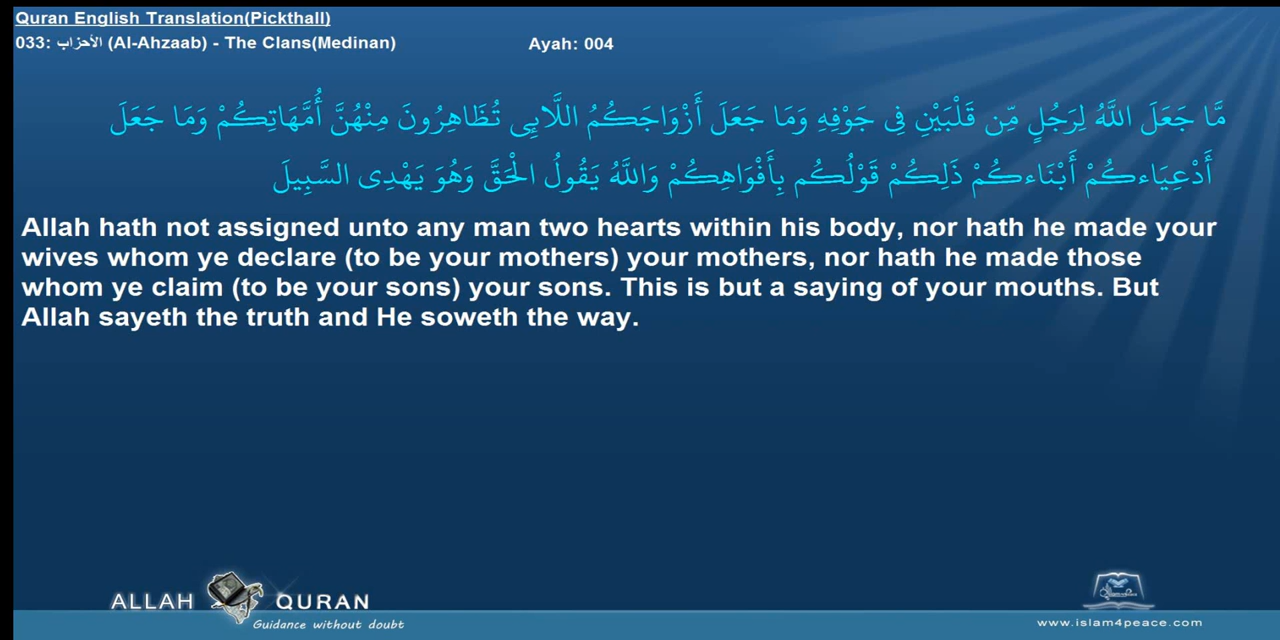 Quran English Translation(Pickthall)
033: الأحزاب (Al-Ahzaab) - The Clans(Medinan) Ayah: 004
مَّا جَعَلَ اللَّهُ لِرَجُلٍ مِّن قَلْبَيْنِ فِى جَوْفِهِ وَمَا جَعَلَ أَزْوَاجَكُمُ اللَّائِى تُظَاهِرُونَ مِنْهُنَّ أُمَّهَاتِكُمْ وَمَا جَعَلَ
أَدْعِيَاءكُمْ أَبْنَاءكُمْ ذَلِكُمْ قَوْلُكُم بِأَفْوَاهِكُمْ وَاللَّهُ يَقُولُ الْحَقَّ وَهُوَ يَهْدِى السَّبِيلَ
Allah hath not assigned unto any man two hearts within his body, nor hath he made your
wives whom ye declare (to be your mothers) your mothers, nor hath he made those
whom ye claim (to be your sons) your sons. This is but a saying of your mouths. But
Allah sayeth the truth and He soweth the way.
ALLAH QURAN
Guidance without doubt
www.islam4peace.com